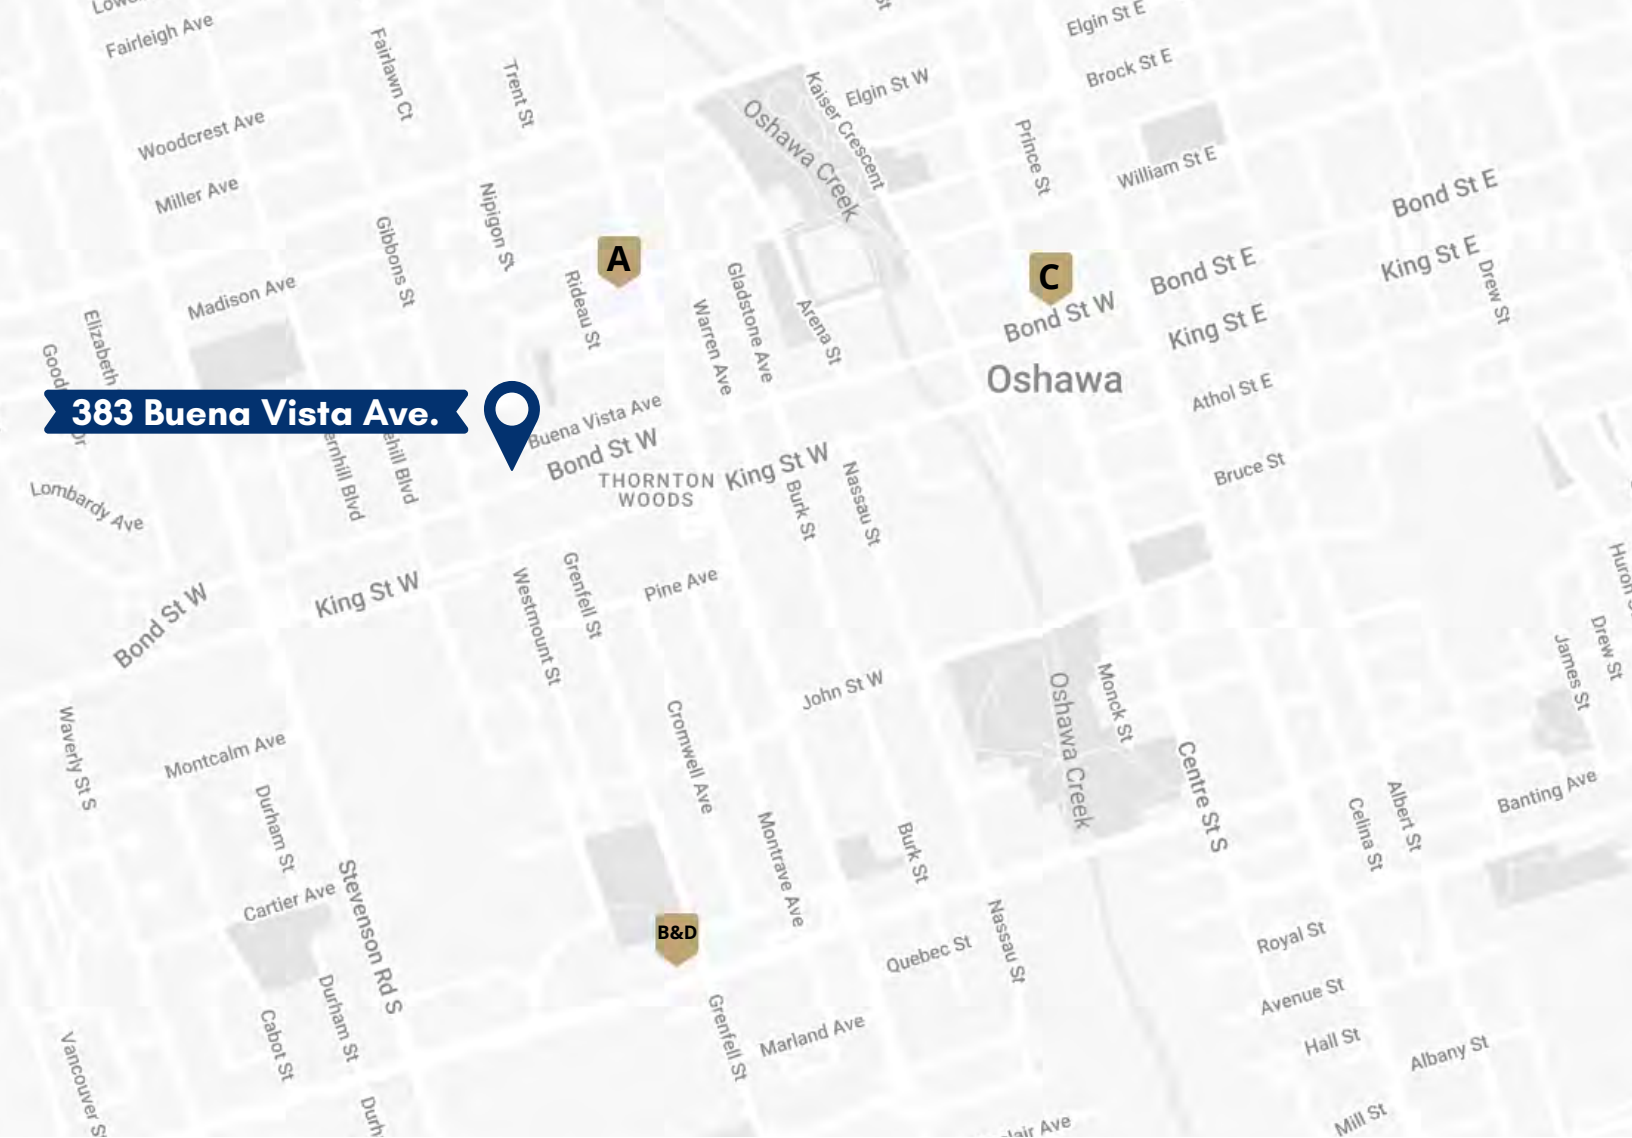 Fairleigh Ave
Fairlawn Ct
Trent St
Elgin St E
Brock St E
Kaiser Crescent
Elgin St W
Oshawa Creek
Woodcrest Ave
Prince St
William St E
Miller Ave
Nipigon St
Bond St E
Gibbons St
A
C
Bond St E
King St E
Drew St
Madison Ave
Rideau St
Gladstone Ave
Warren Ave
Arena St
Bond St W
King St E
Elizabeth
Oshawa
Athol St E
383 Buena Vista Ave.
Buena Vista Ave
Bond St W
THORNTON
WOODS
King St W
Burk St
Nassau St
Bruce St
ernhill Blvd
ehill Blvd
Lombardy Ave
Bond St W
King St W
Westmount St
Grenfell St
Pine Ave
Drew St
James St
John St W
Oshawa Creek
Monck St
Waverly St S
Montcalm Ave
Cromwell Ave
Centre St S
Durham St
Montrave Ave
Burk St
Celina St
Albert St
Banting Ave
Cartier Ave
Stevenson Rd S
B&D
Quebec St
Nassau St
Royal St
Avenue St
Durham St
Cabot St
Grenfell St
Marland Ave
Hall St
Albany St
Vancouver S
Durh
Mill St